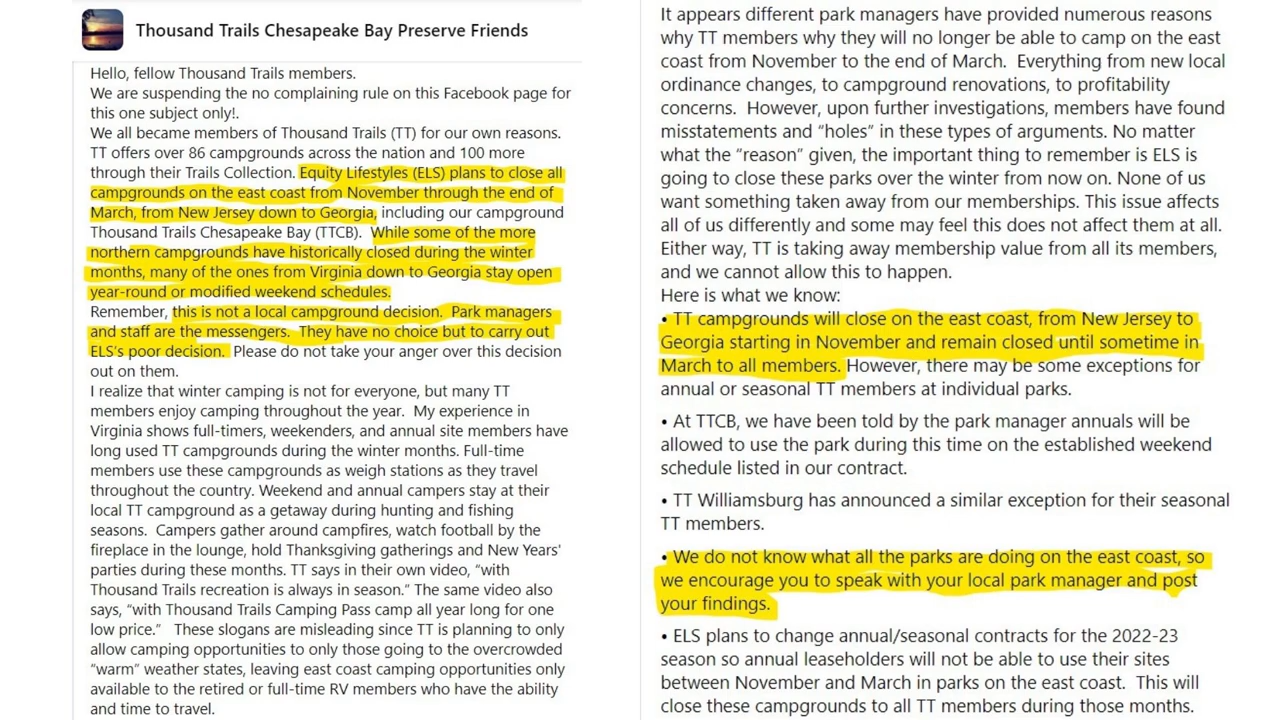 Thousand Trails Chesapeake Bay Preserve Friends
Hello, fellow Thousand Trails members.
We are suspending the no complaining rule on this Facebook page for
this one subject only!.
We all became members of Thousand Trails (TT) for our own reasons.
TT offers over 86 campgrounds across the nation and 100 more
through their Trails Collection. Equity Lifestyles (ELS) plans to close all
campgrounds on the east coast from November through the end of
March, from New Jersey down to Georgia, including our campground
Thousand Trails Chesapeake Bay (TTCB). While some of the more
northern campgrounds have historically closed during the winter
months, many of the ones from Virginia down to Georgia stay open
year-round or modified weekend schedules.
Remember, this is not a local campground decision. Park managers
and staff are the messengers. They have no choice but to carry out
ELS's poor decision. Please do not take your anger over this decision
out on them.
I realize that winter camping is not for everyone, but many TT
members enjoy camping throughout the year. My experience in
Virginia shows full-timers, weekenders, and annual site members have
long used TT campgrounds during the winter months. Full-time
members use these campgrounds as weigh stations as they travel
throughout the country. Weekend and annual campers stay at their
local TT campground as a getaway during hunting and fishing
seasons. Campers gather around campfires, watch football by the
fireplace in the lounge, hold Thanksgiving gatherings and New Years'
parties during these months. TT says in their own video, "with
Thousand Trails recreation is always in season." The same video also
says, "with Thousand Trails Camping Pass camp all year long for one
low price." These slogans are misleading since TT is planning to only
allow camping opportunities to only those going to the overcrowded
"warm" weather states, leaving east coast camping opportunities only
available to the retired or full-time RV members who have the ability
and time to travel.
It appears different park managers have provided numerous reasons
why TT members why they will no longer be able to camp on the east
coast from November to the end of March. Everything from new local
ordinance changes, to campground renovations, to profitability
concerns. However, upon further investigations, members have found
misstatements and "holes" in these types of arguments. No matter
what the "reason" given, the important thing to remember is ELS is
going to close these parks over the winter from now on. None of us
want something taken away from our memberships. This issue affects
all of us differently and some may feel this does not affect them at all.
Either way, TT is taking away membership value from all its members,
and we cannot allow this to happen.
Here is what we know:
• TT campgrounds will close on the east coast, from New Jersey to
Georgia starting in November and remain closed until sometime in
March to all members. However, there may be some exceptions for
annual or seasonal TT members at individual parks.
• At TTCB, we have been told by the park manager annuals will be
allowed to use the park during this time on the established weekend
schedule listed in our contract.
• TT Williamsburg has announced a similar exception for their seasonal
TT members.
• We do not know what all the parks are doing on the east coast, so
we encourage you to speak with your local park manager and post
your findings.
• ELS plans to change annual/seasonal contracts for the 2022-23
season so annual leaseholders will not be able to use their sites
between November and March in parks on the east coast. This will
close these campgrounds to all TT members during those months.